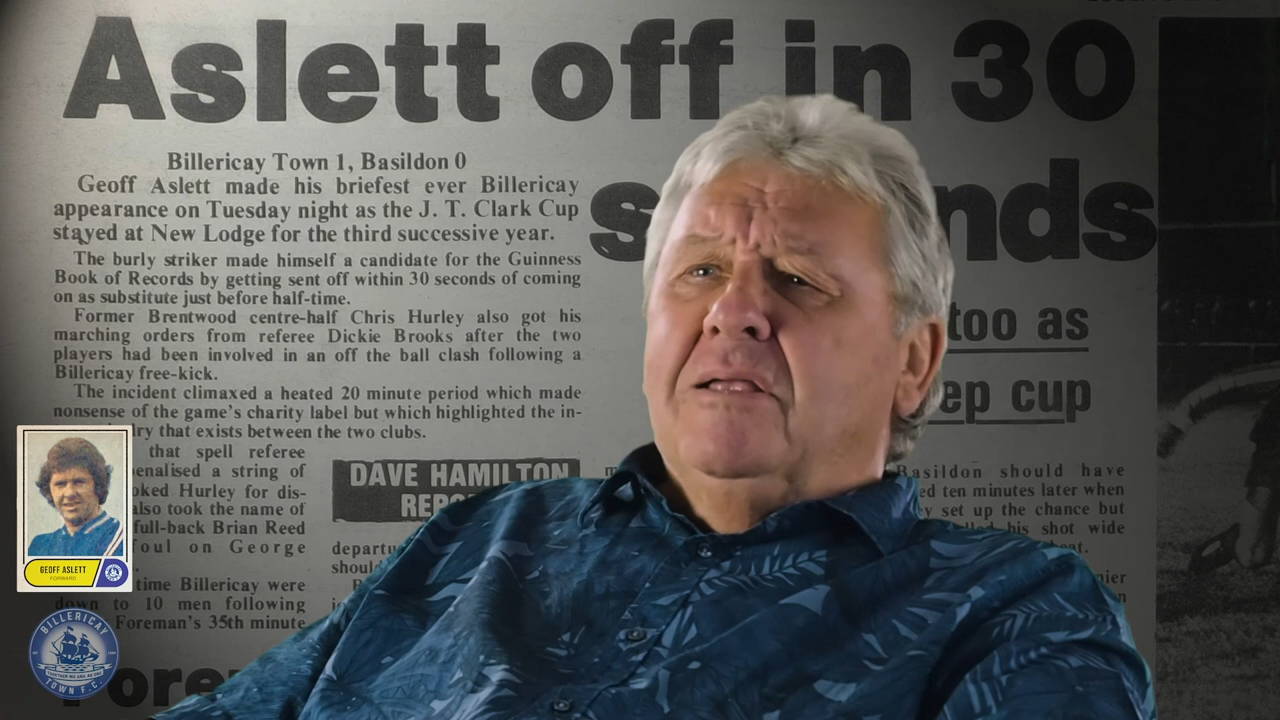 Aslett off in 30
Billericay Town 1, Basildon 0
Geoff Aslett made his briefest ever Billericay
appearance on Tuesday night as the J. T. Clark Cup
stayed at New Lodge for the third successive year.
The burly striker made himself a candidate for the Guinness
Book of Records by getting sent off within 30 seconds of coming
on as substitute just before half-time.
Former Brentwood centre-half Chris Hurley also got his
marching orders from referee Dickie Brooks after the two
players had been involved in an off the ball clash following a
Billericay free-kick.
The incident climaxed a heated 20 minute period which made
nonsense of the game's charity label but which highlighted the in-
that exists between the two clubs.
that spell referee
a string of
Hurley for dis-
also took the name of
full-back Brian Reed
on George
time Billericay were
down to 10 men following
Foreman's 35th minute
DAVE HAMILTON
too as
cup
Basildon should have
ten minutes later when
set up the chance but
his shot wide
GEOFF ASLETT
FORWARD
BILLERICAY
TOWN F.C.